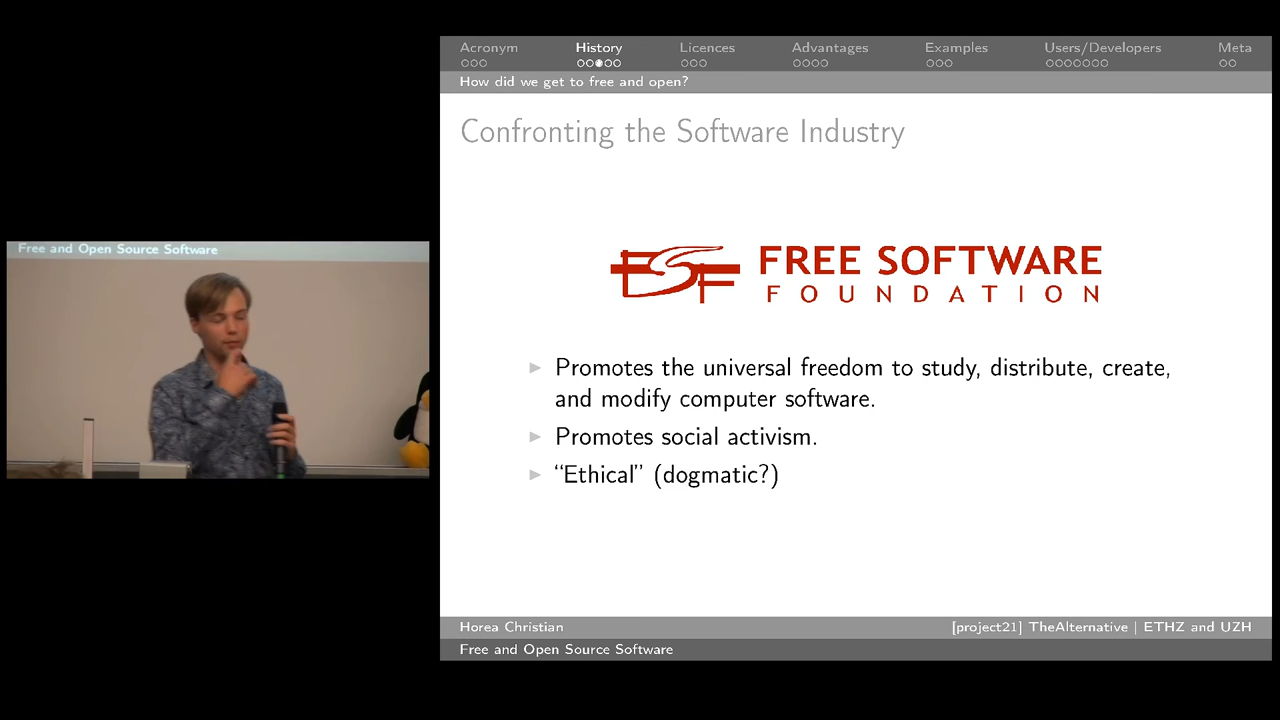 Free and Open Source Software
Acronym History Licences Advantages Examples Users/Developers Meta
How did we get to free and open?
Confronting the Software Industry
FREE SOFTWARE
FOUNDATION
Promotes the universal freedom to study, distribute, create,
and modify computer software.
Promotes social activism.
“Ethical” (dogmatic?)
Horea Christian [project21] TheAlternative | ETHZ and UZH
Free and Open Source Software